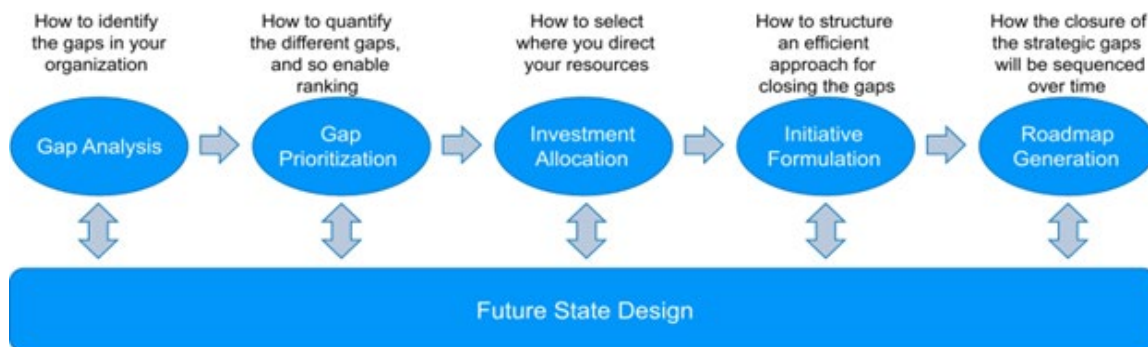 How to identify
the gaps in your
organization
How to quantify
the different gaps,
and so enable
ranking
How to select
where you direct
your resources
How to structure
an efficient
approach for
closing the gaps
How the closure of
the strategic gaps
will be sequenced
over time
Gap Analysis
Gap
Prioritization
Investment
Allocation
Initiative
Formulation
Roadmap
Generation
Future State Design